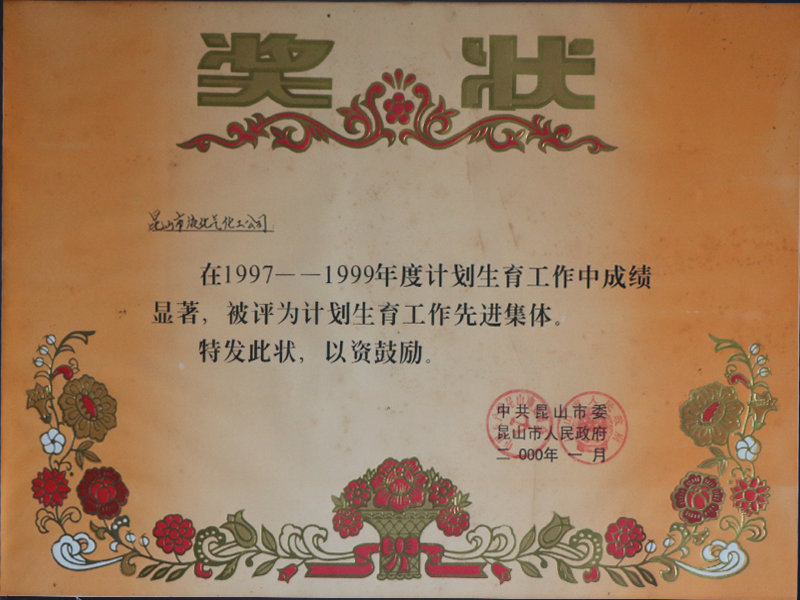 奖状
昆山市液化气化工公司
在1997——1999年度计划生育工作中成绩
显著，被评为计划生育工作先进集体。
特发此状，以资鼓励。
中共昆山市委
昆山市人民政府
二000年一月